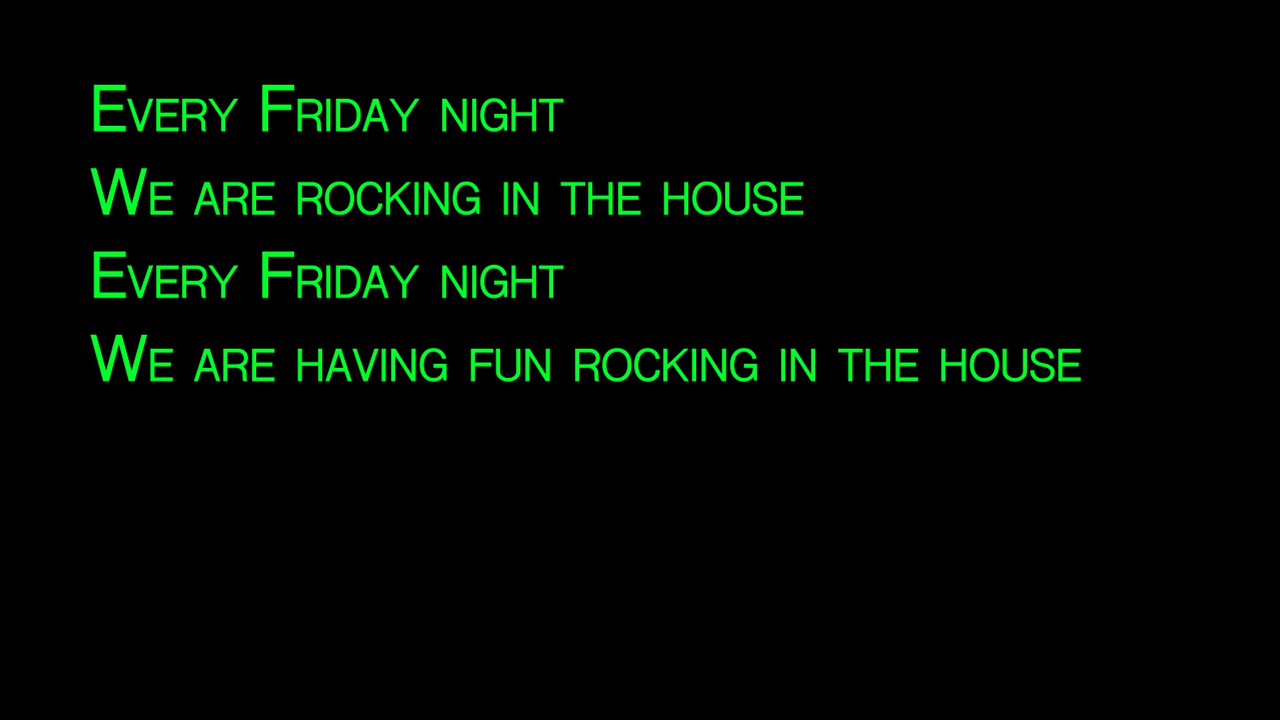 Every Friday night
We are rocking in the house
Every Friday night
We are having fun rocking in the house